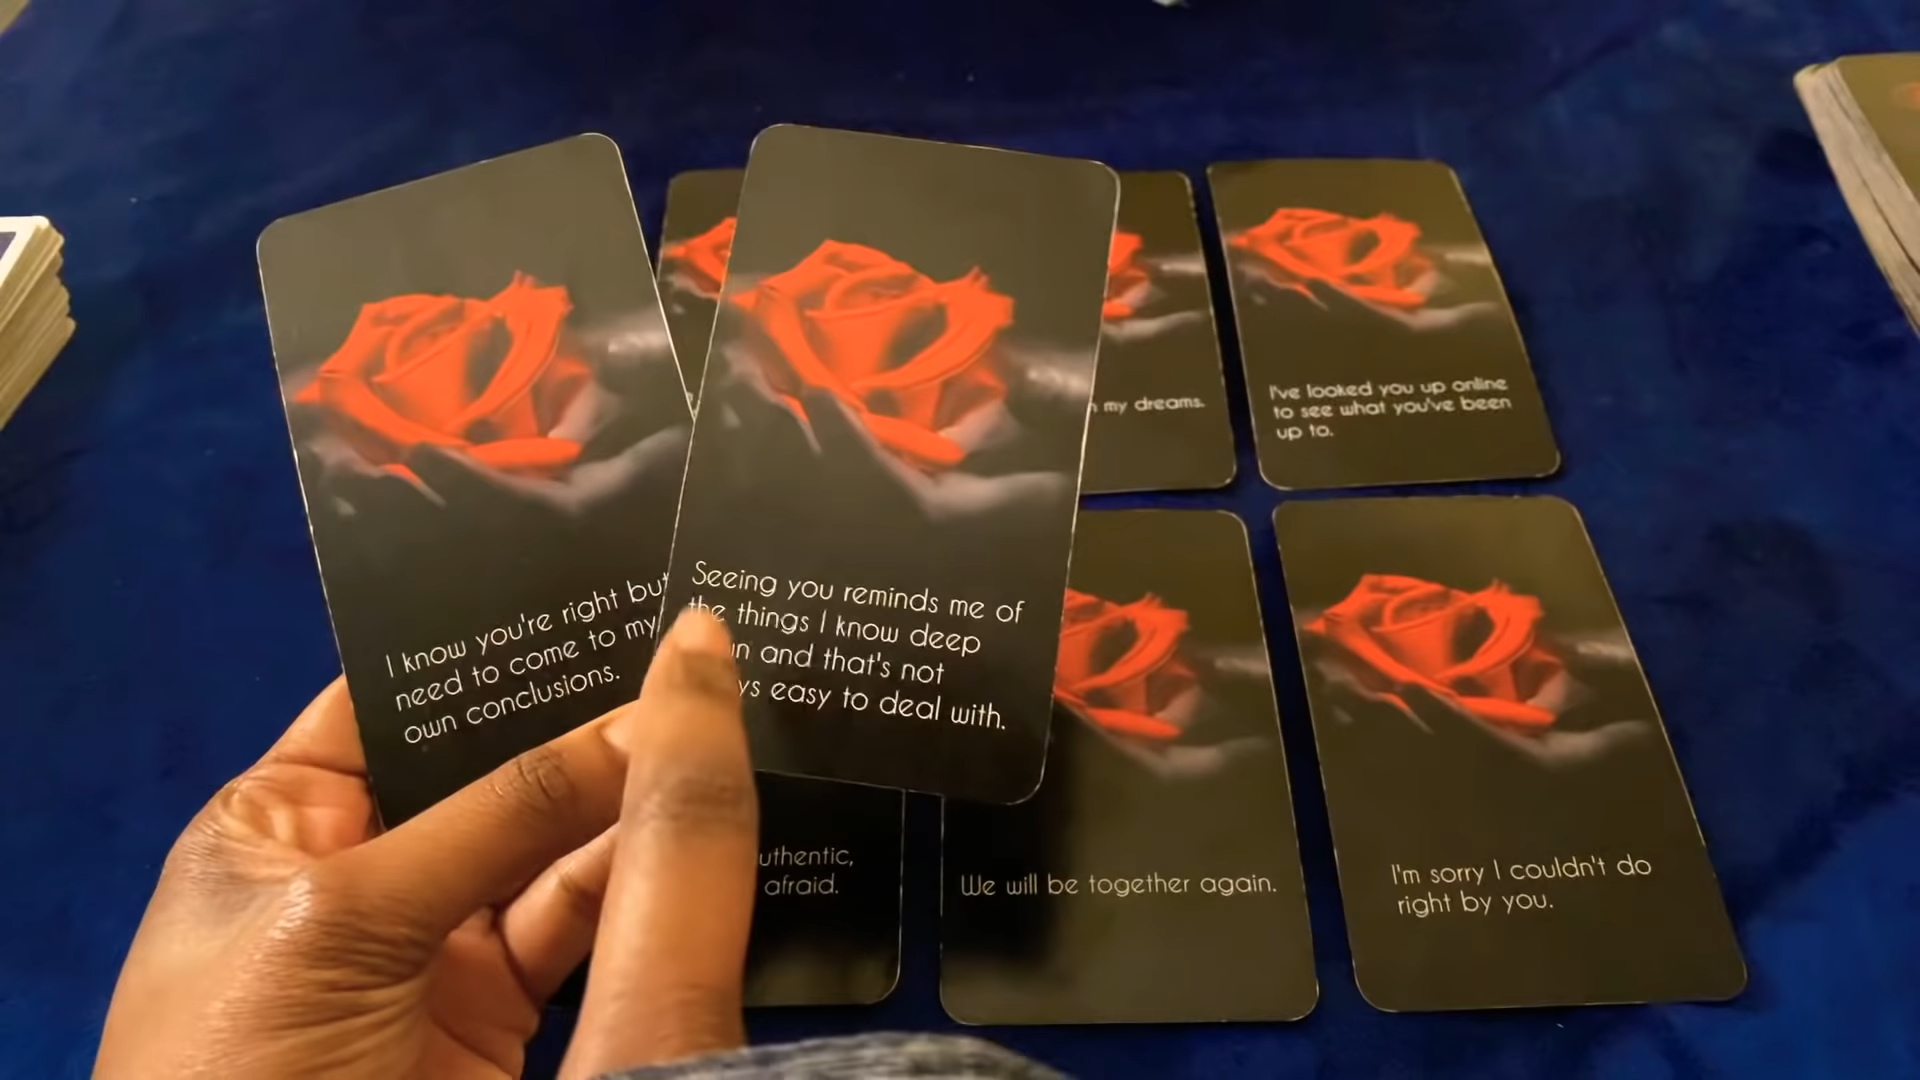 I know you're right but
need to come to my
own conclusions.
Seeing you reminds me of
the things I know deep
and that's not
easy to deal with.
my dreams.
I've looked you up online
to see what you've been
up to.
afraid.
We will be together again.
I'm sorry I couldn't do
right by you.